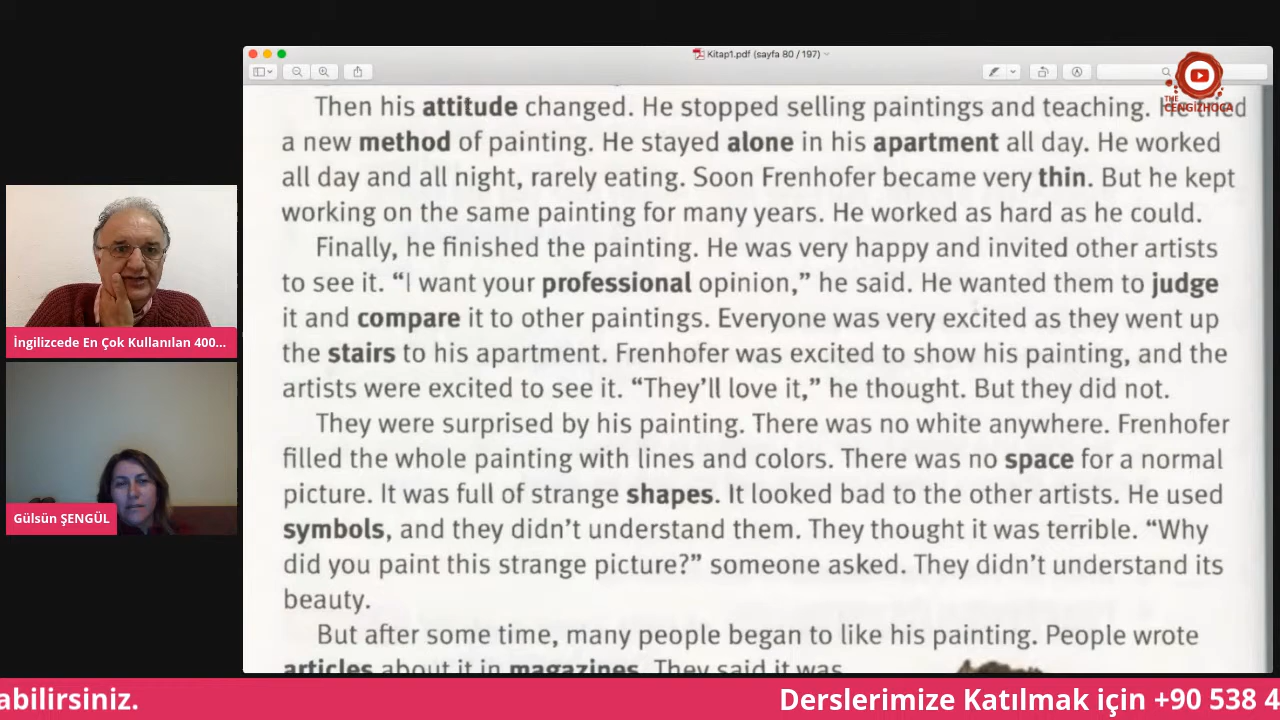 Kitap1.pdf (sayfa 80 / 197)
THE
CENGİZHOCA
Then his attitude changed. He stopped selling paintings and teaching. He tried
a new method of painting. He stayed alone in his apartment all day. He worked
all day and all night, rarely eating. Soon Frenhofer became very thin. But he kept
working on the same painting for many years. He worked as hard as he could.
Finally, he finished the painting. He was very happy and invited other artists
to see it. “I want your professional opinion,” he said. He wanted them to judge
it and compare it to other paintings. Everyone was very excited as they went up
the stairs to his apartment. Frenhofer was excited to show his painting, and the
artists were excited to see it. “They’ll love it,” he thought. But they did not.
They were surprised by his painting. There was no white anywhere. Frenhofer
filled the whole painting with lines and colors. There was no space for a normal
picture. It was full of strange shapes. It looked bad to the other artists. He used
symbols, and they didn’t understand them. They thought it was terrible. “Why
did you paint this strange picture?” someone asked. They didn’t understand its
beauty.
But after some time, many people began to like his painting. People wrote
articles about it in magazines. They said it was
İngilizcede En Çok Kullanılan 400...
Gülsün ŞENGÜL
abilirsiniz.
Derslerimize Katılmak için +90 538 4